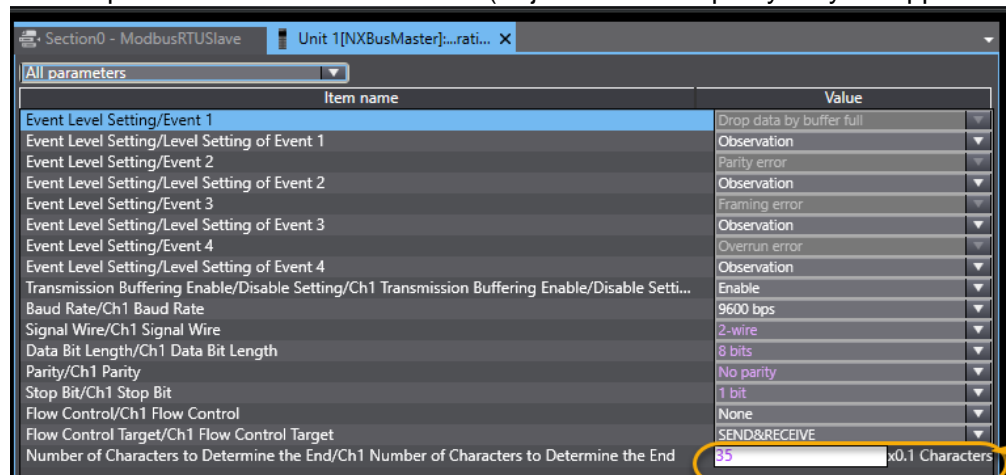 Section0 - ModbusRTUSlave Unit 1[NXBusMaster]:...rati... X
All parameters
Item name Value
Event Level Setting/Event 1 Drop data by buffer full
Event Level Setting/Level Setting of Event 1 Observation
Event Level Setting/Event 2 Parity error
Event Level Setting/Level Setting of Event 2 Observation
Event Level Setting/Event 3 Framing error
Event Level Setting/Level Setting of Event 3 Observation
Event Level Setting/Event 4 Overrun error
Event Level Setting/Level Setting of Event 4 Observation
Transmission Buffering Enable/Disable Setting/Ch1 Transmission Buffering Enable/Disable Setti... Enable
Baud Rate/Ch1 Baud Rate 9600 bps
Signal Wire/Ch1 Signal Wire 2-wire
Data Bit Length/Ch1 Data Bit Length 8 bits
Parity/Ch1 Parity No parity
Stop Bit/Ch1 Stop Bit 1 bit
Flow Control/Ch1 Flow Control None
Flow Control Target/Ch1 Flow Control Target SEND&RECEIVE
Number of Characters to Determine the End/Ch1 Number of Characters to Determine the End 35 x0.1 Characters